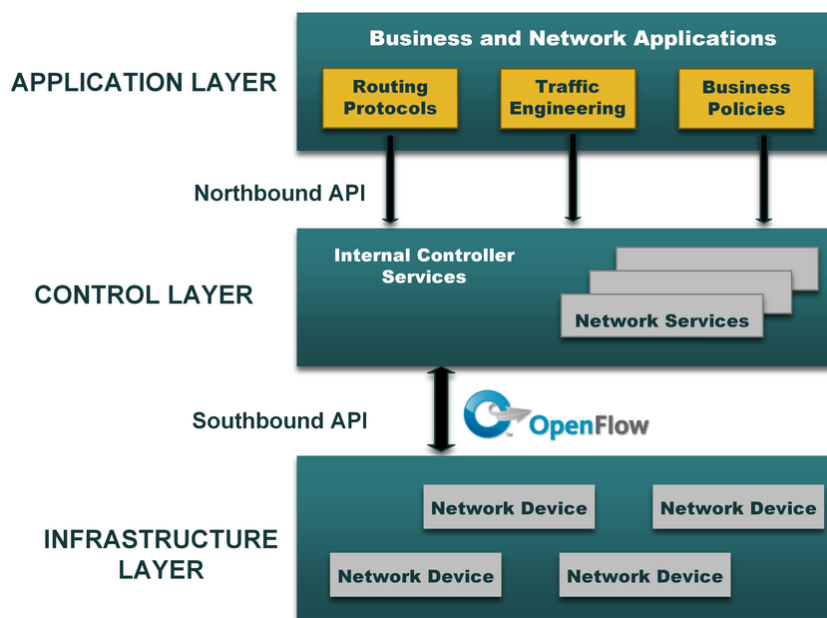 Business and Network Applications
APPLICATION LAYER
Routing
Protocols
Traffic
Engineering
Business
Policies
Northbound API
Internal Controller
Services
CONTROL LAYER
Network Services
Southbound API
OpenFlow
TM
INFRASTRUCTURE
LAYER
Network Device
Network Device
Network Device
Network Device